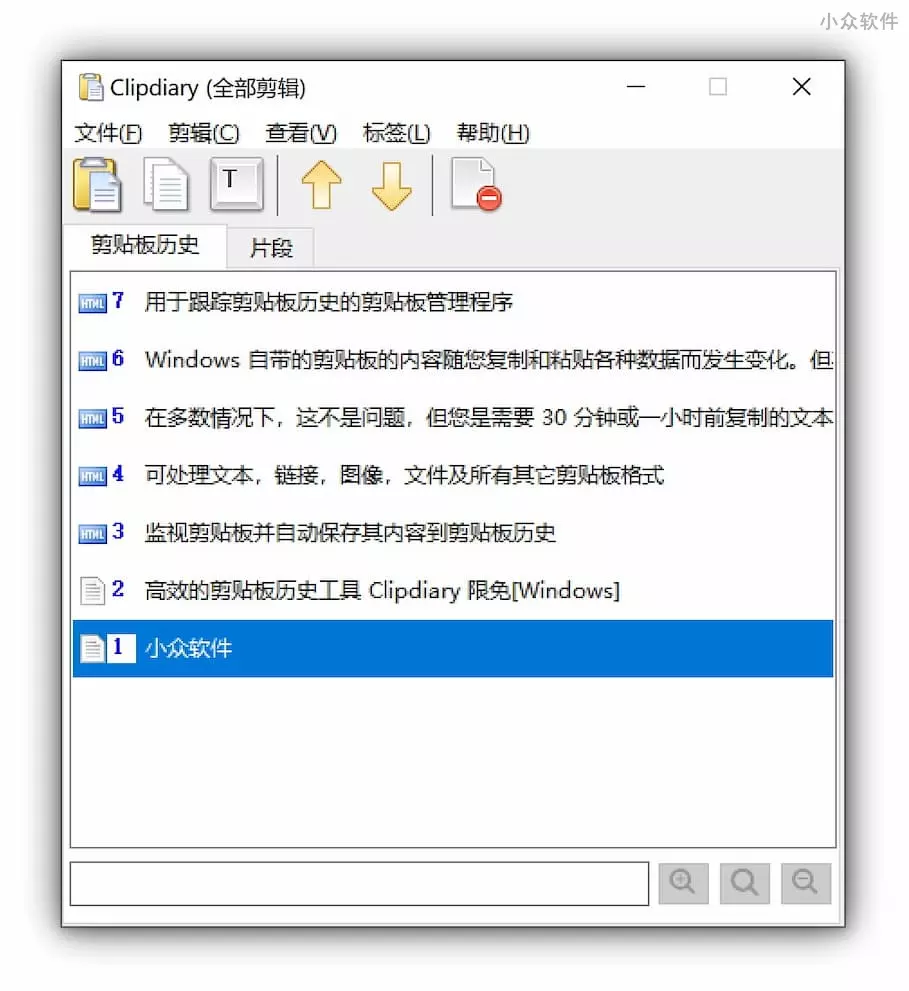 小众软件
Clipdiary (全部剪辑)
文件(F) 剪辑(C) 查看(V) 标签(L) 帮助(H)
T
剪贴板历史 片段
HTML 7 用于跟踪剪贴板历史的剪贴板管理程序
HTML 6 Windows 自带的剪贴板的内容随您复制和粘贴各种数据而发生变化。但
HTML 5 在多数情况下，这不是问题，但您是需要 30 分钟或一小时前复制的文本
HTML 4 可处理文本，链接，图像，文件及所有其它剪贴板格式
HTML 3 监视剪贴板并自动保存其内容到剪贴板历史
2 高效的剪贴板历史工具 Clipdiary 限免[Windows]
1 小众软件